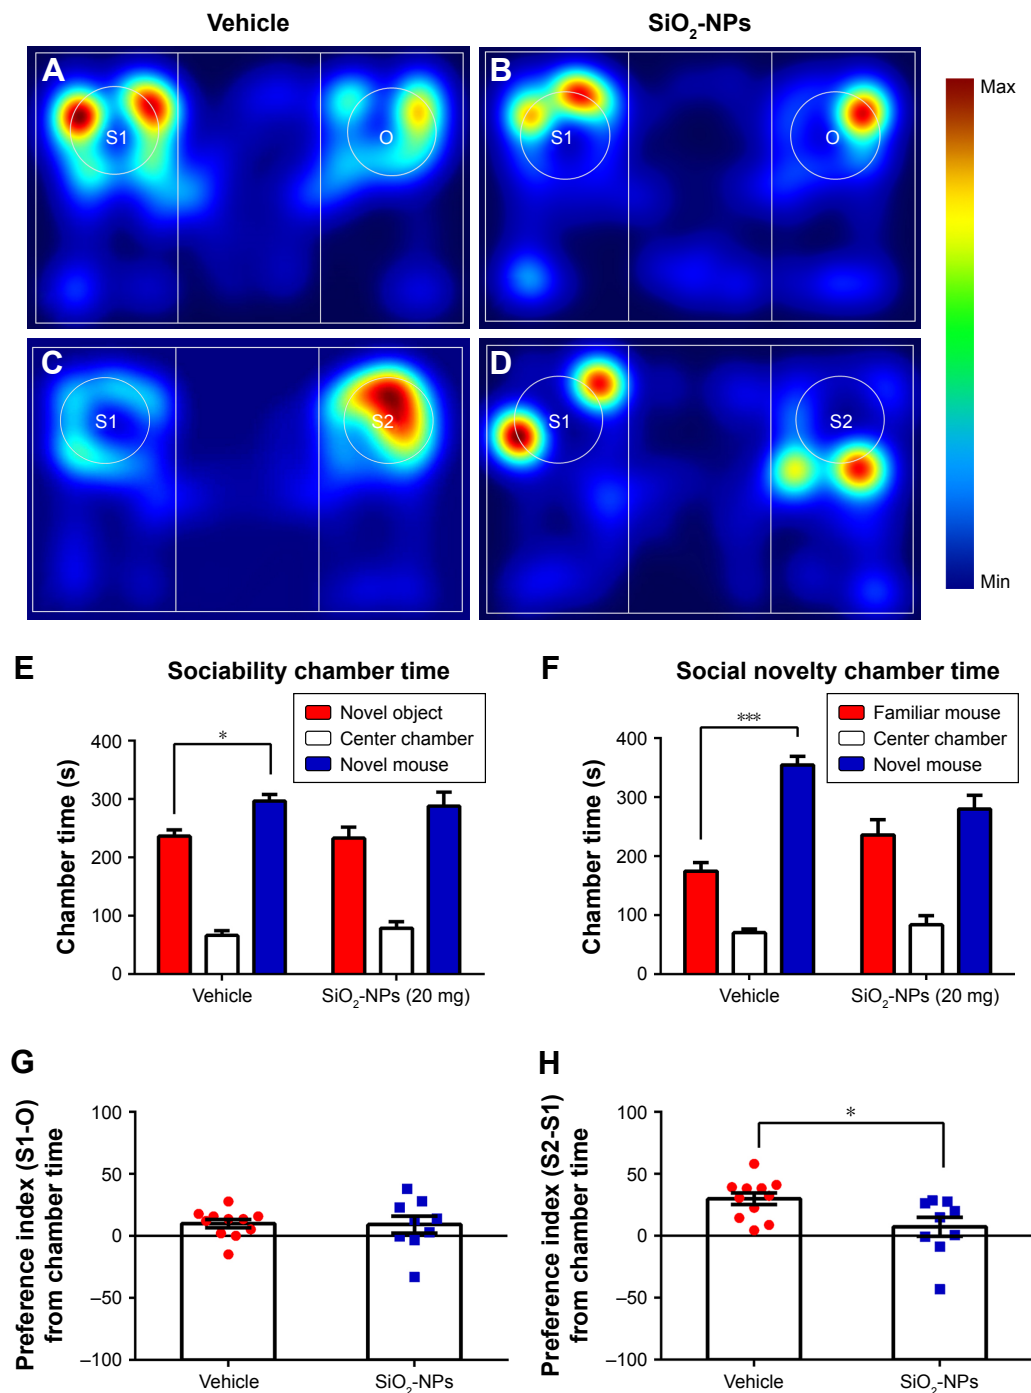 Vehicle
SiO2-NPs
A
S1
O
B
S1
O
Max
C
S1
S2
D
S1
S2
Min
E
Sociability chamber time
Novel object
Center chamber
Novel mouse
*
Chamber time (s)
400
300
200
100
0
Vehicle
SiO2-NPs (20 mg)
F
Social novelty chamber time
Familiar mouse
Center chamber
Novel mouse
***
Chamber time (s)
400
300
200
100
0
Vehicle
SiO2-NPs (20 mg)
G
Preference index (S1-O)
from chamber time
100
50
0
–50
–100
Vehicle
SiO2-NPs
H
Preference index (S2-S1)
from chamber time
*
100
50
0
–50
–100
Vehicle
SiO2-NPs